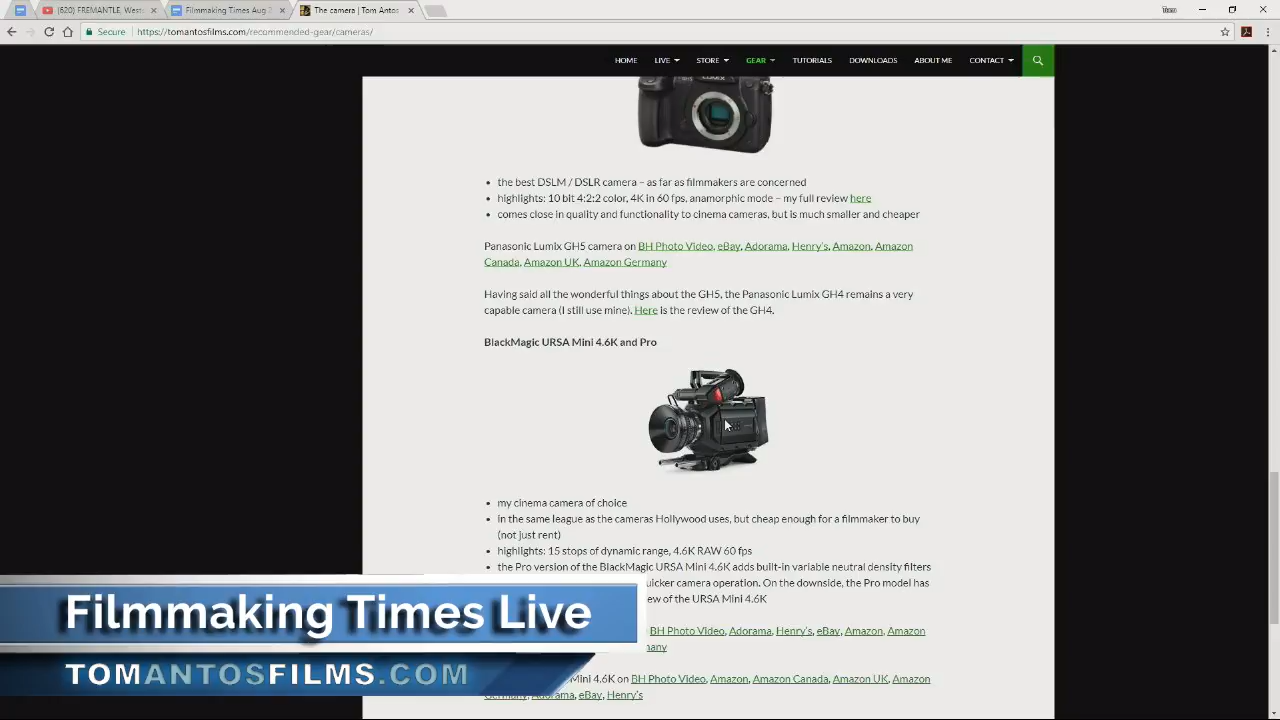 (620) FREMANTLE, Weste
Filmmaking Times Aug 2
The camera | Tom Antos
Tom
Secure
https://tomantosfilms.com/recommended-gear/cameras/
HOME LIVE STORE GEAR TUTORIALS DOWNLOADS ABOUT ME CONTACT
the best DSLM / DSLR camera – as far as filmmakers are concerned
highlights: 10 bit 4:2:2 color, 4K in 60 fps, anamorphic mode – my full review here
comes close in quality and functionality to cinema cameras, but is much smaller and cheaper
Panasonic Lumix GH5 camera on BH Photo Video, eBay, Adorama, Henry's, Amazon, Amazon
Canada, Amazon UK, Amazon Germany
Having said all the wonderful things about the GH5, the Panasonic Lumix GH4 remains a very
capable camera (I still use mine). Here is the review of the GH4.
BlackMagic URSA Mini 4.6K and Pro
my cinema camera of choice
in the same league as the cameras Hollywood uses, but cheap enough for a filmmaker to buy
(not just rent)
highlights: 15 stops of dynamic range, 4.6K RAW 60 fps
the Pro version of the BlackMagic URSA Mini 4.6K adds built-in variable neutral density filters
uicker camera operation. On the downside, the Pro model has
ew of the URSA Mini 4.6K
BH Photo Video, Adorama, Henry's, eBay, Amazon, Amazon
many
Mini 4.6K on BH Photo Video, Amazon, Amazon Canada, Amazon UK, Amazon
Germany, Adorama, eBay, Henry's
Filmmaking Times Live
TOMANTOSFILMS.COM